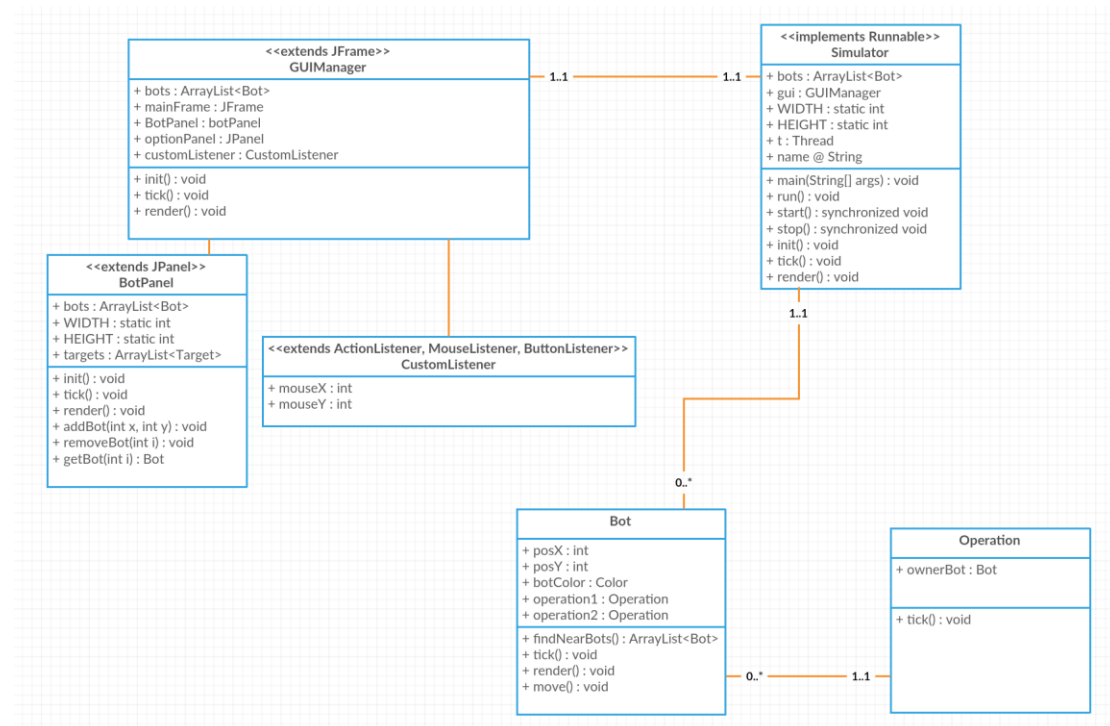 <<extends JFrame>>
GUIManager
+ bots : ArrayList<Bot>
+ mainFrame : JFrame
+ BotPanel : botPanel
+ optionPanel : JPanel
+ customListener : CustomListener
+ init() : void
+ tick() : void
+ render() : void
1..1
1..1
<<implements Runnable>>
Simulator
+ bots : ArrayList<Bot>
+ gui : GUIManager
+ WIDTH : static int
+ HEIGHT : static int
+ t : Thread
+ name @ String
+ main(String[] args) : void
+ run() : void
+ start() : synchronized void
+ stop() : synchronized void
+ init() : void
+ tick() : void
+ render() : void
<<extends JPanel>>
BotPanel
+ bots : ArrayList<Bot>
+ WIDTH : static int
+ HEIGHT : static int
+ targets : ArrayList<Target>
+ init() : void
+ tick() : void
+ render() : void
+ addBot(int x, int y) : void
+ removeBot(int i) : void
+ getBot(int i) : Bot
<<extends ActionListener, MouseListener, ButtonListener>>
CustomListener
+ mouseX : int
+ mouseY : int
1..1
0..*
Bot
+ posX : int
+ posY : int
+ botColor : Color
+ operation1 : Operation
+ operation2 : Operation
+ findNearBots() : ArrayList<Bot>
+ tick() : void
+ render() : void
+ move() : void
0..*
1..1
Operation
+ ownerBot : Bot
+ tick() : void